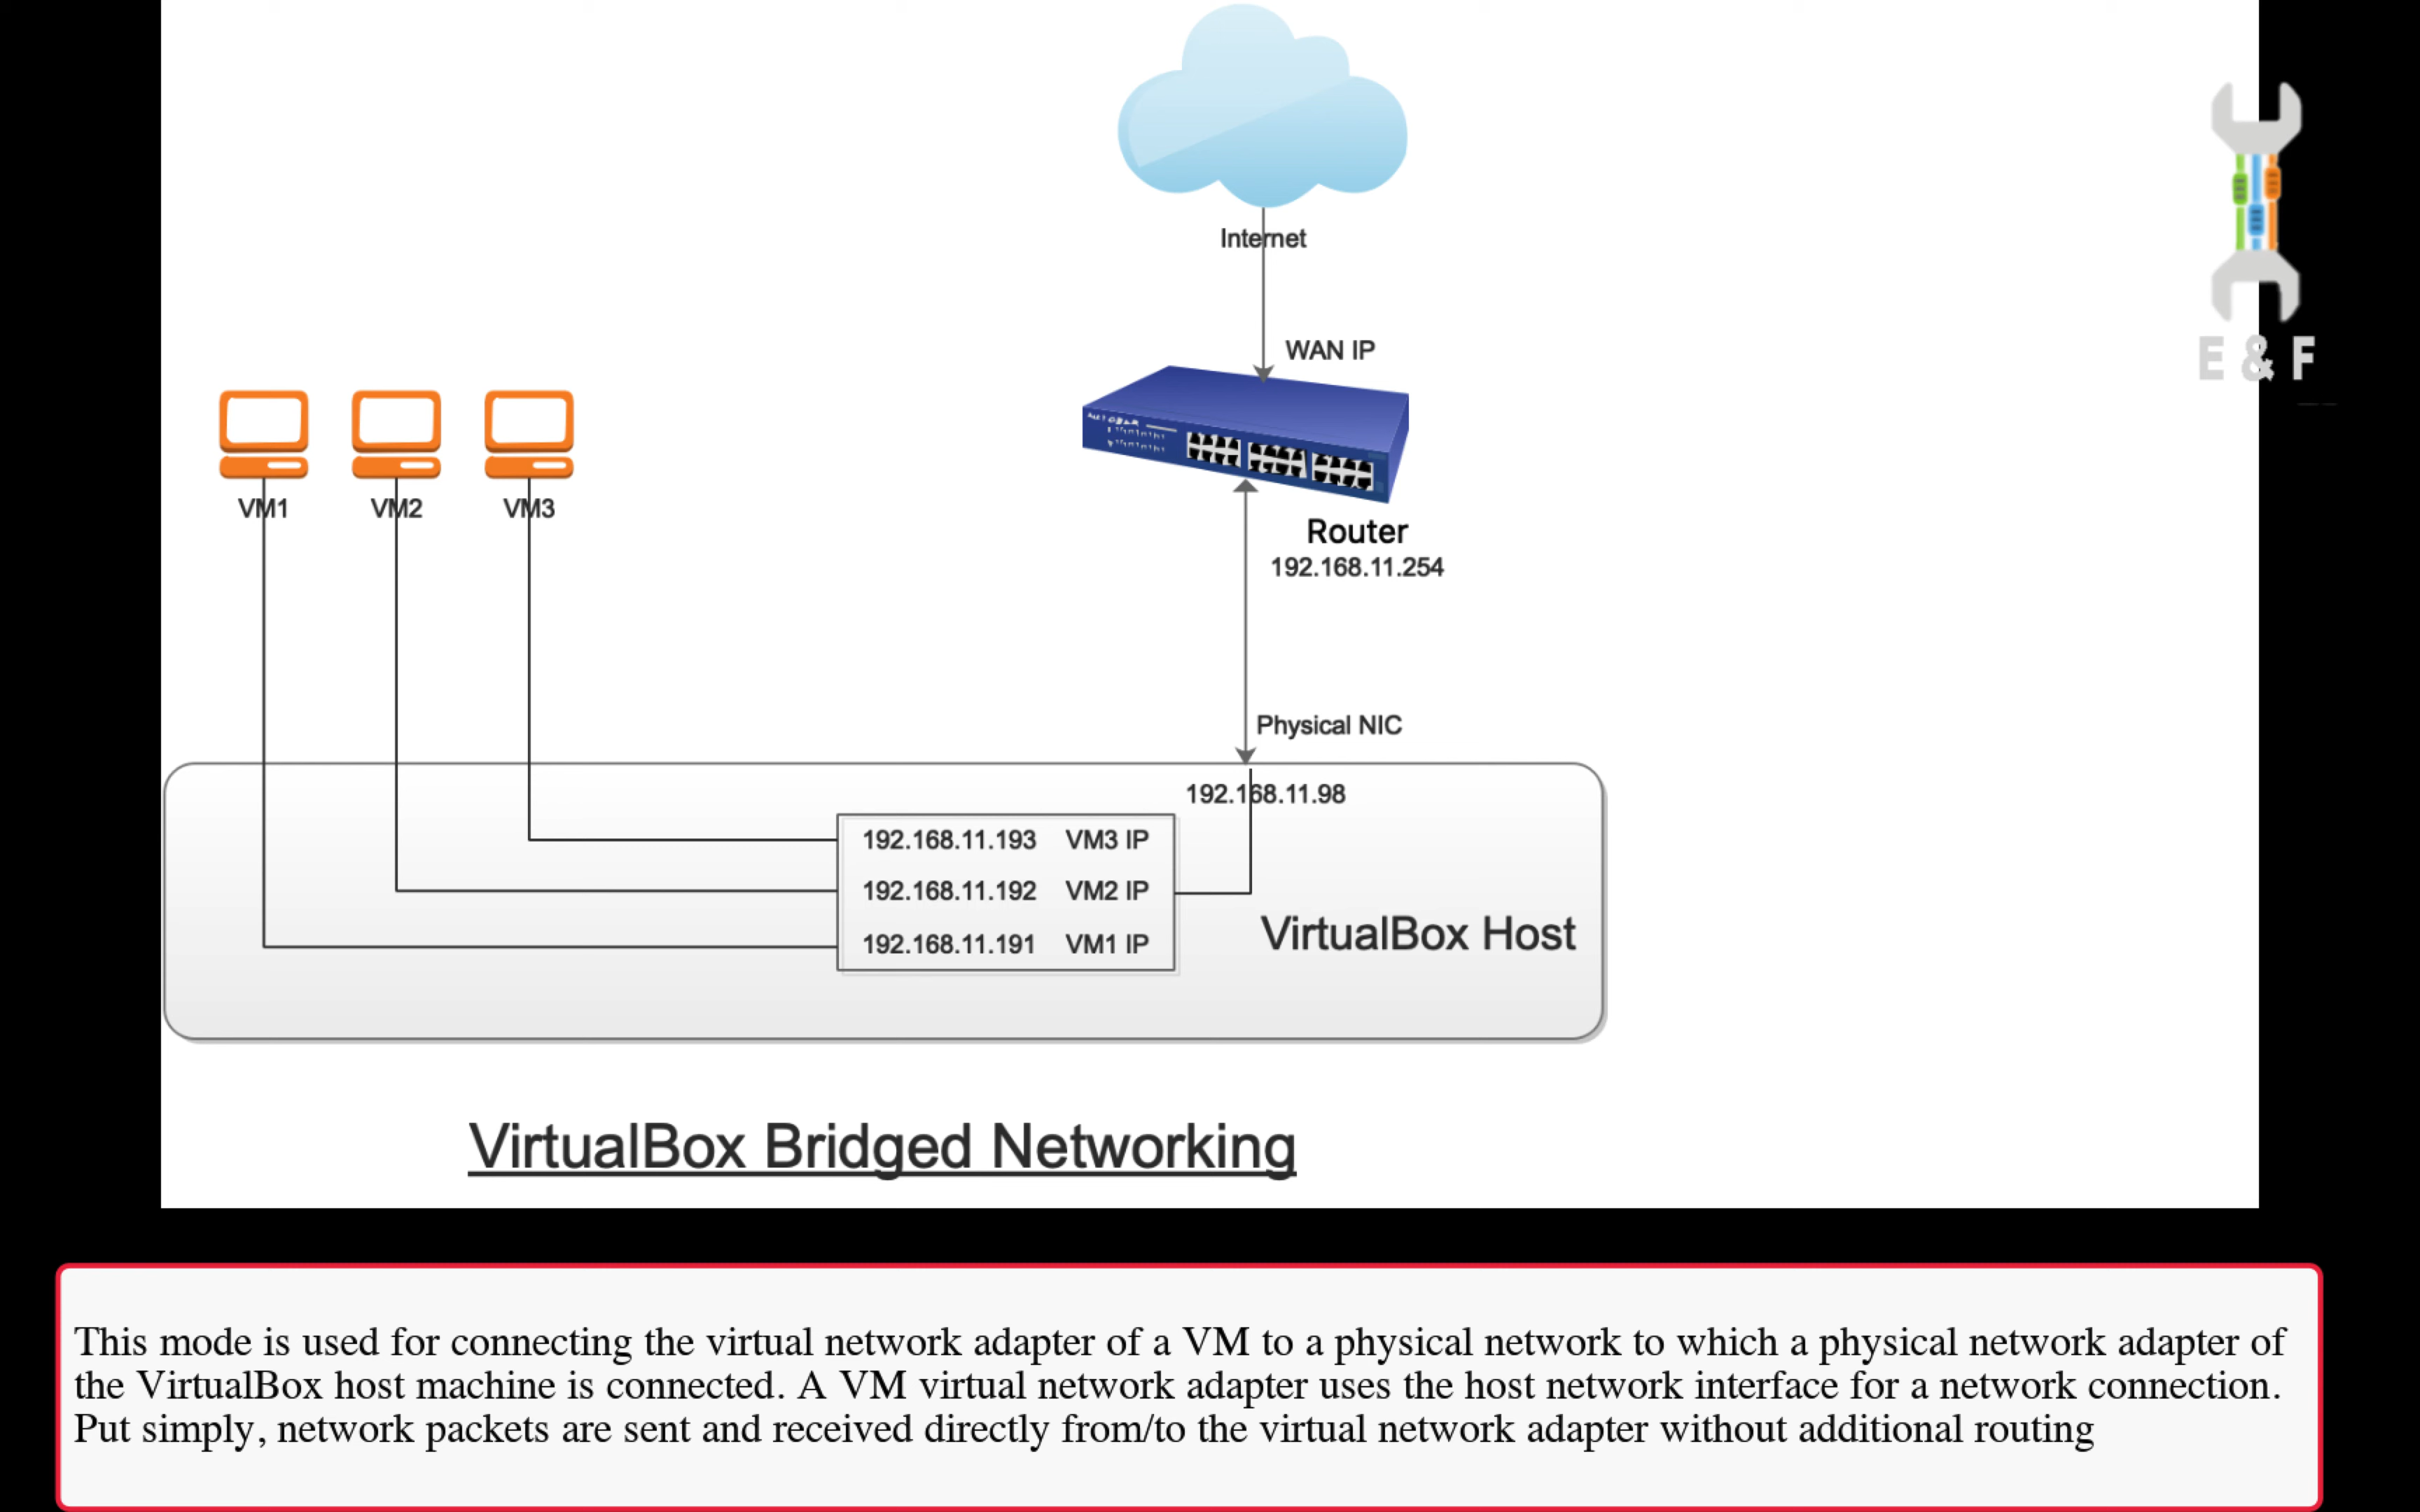 Internet
WAN IP
E & F
VM1 VM2 VM3
Router
192.168.11.254
Physical NIC
192.168.11.98
192.168.11.193 VM3 IP
192.168.11.192 VM2 IP
192.168.11.191 VM1 IP
VirtualBox Host
VirtualBox Bridged Networking
This mode is used for connecting the virtual network adapter of a VM to a physical network to which a physical network adapter of
the VirtualBox host machine is connected. A VM virtual network adapter uses the host network interface for a network connection.
Put simply, network packets are sent and received directly from/to the virtual network adapter without additional routing